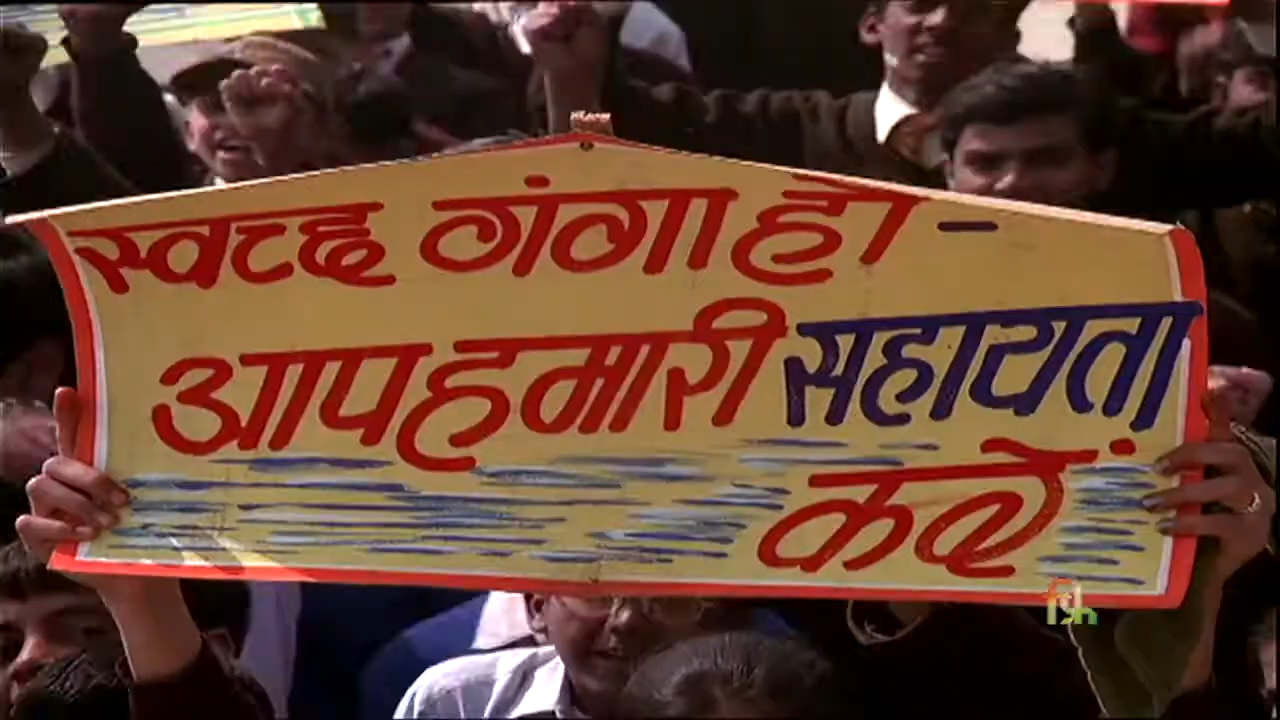 स्वच्छ गंगा हो -
आप हमारी सहायता
करें